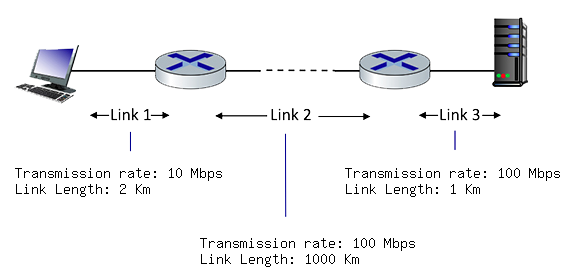 Link 1
Link 2
Link 3
Transmission rate: 10 Mbps
Link Length: 2 Km
Transmission rate: 100 Mbps
Link Length: 1 Km
Transmission rate: 100 Mbps
Link Length: 1000 Km